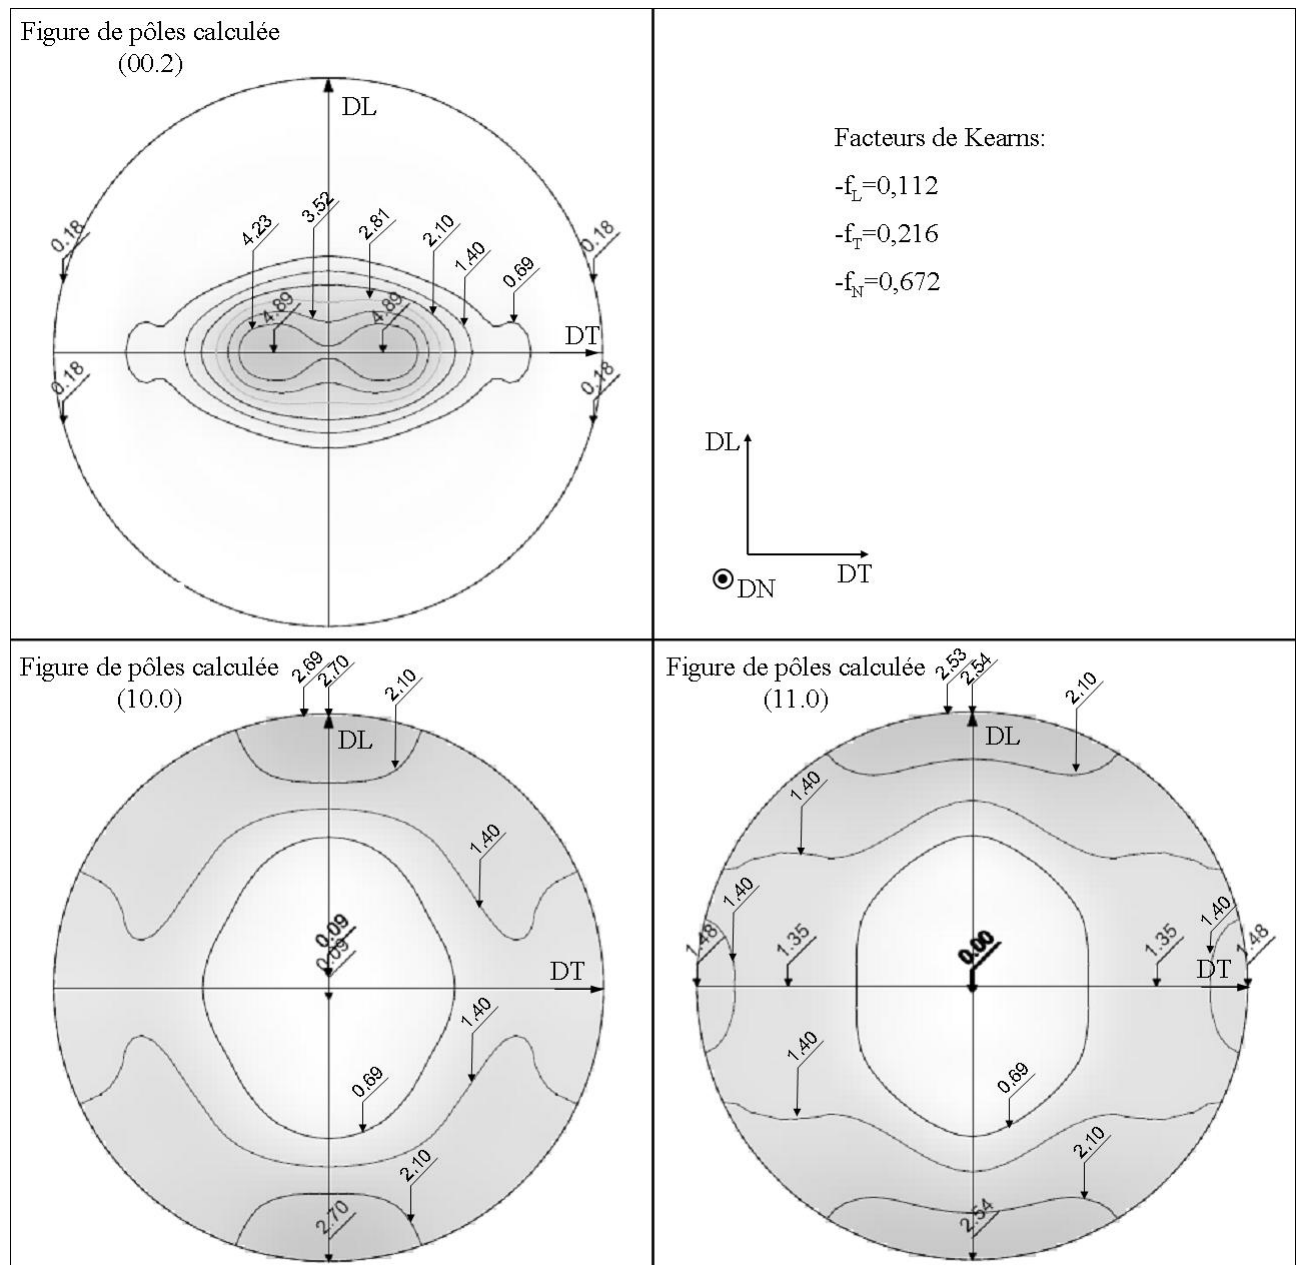 Figure de pôles calculée
(00.2)
DL
0.18
4.23
3.52
2.81
2.10
1.40
0.69
0.18
4.89
4.89
DT
0.18
0.18
Facteurs de Kearns:
-fL=0,112
-fT=0,216
-fN=0,672
DL
DT
DN
Figure de pôles calculée
(10.0)
2.69
2.70
2.10
DL
1.40
0.09
0.09
DT
1.40
0.69
2.10
2.70
Figure de pôles calculée
(11.0)
2.53
2.54
2.10
DL
1.40
1.40
1.40
1.48
1.35
0.00
1.35
1.48
DT
1.40
0.69
2.10
2.54